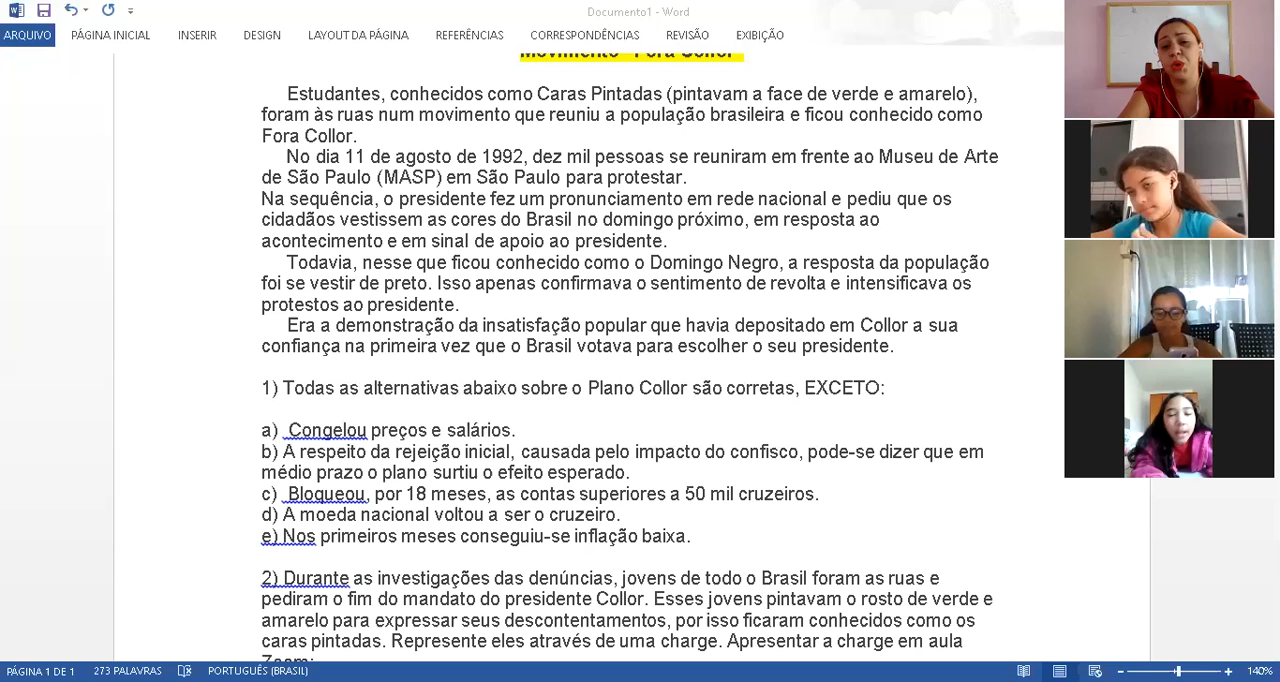 Documento1 - Word
ARQUIVO PÁGINA INICIAL INSERIR DESIGN LAYOUT DA PÁGINA REFERÊNCIAS CORRESPONDÊNCIAS REVISÃO EXIBIÇÃO
Movimento "Fora Collor"
Estudantes, conhecidos como Caras Pintadas (pintavam a face de verde e amarelo),
foram às ruas num movimento que reuniu a população brasileira e ficou conhecido como
Fora Collor.
No dia 11 de agosto de 1992, dez mil pessoas se reuniram em frente ao Museu de Arte
de São Paulo (MASP) em São Paulo para protestar.
Na sequência, o presidente fez um pronunciamento em rede nacional e pediu que os
cidadãos vestissem as cores do Brasil no domingo próximo, em resposta ao
acontecimento e em sinal de apoio ao presidente.
Todavia, nesse que ficou conhecido como o Domingo Negro, a resposta da população
foi se vestir de preto. Isso apenas confirmava o sentimento de revolta e intensificava os
protestos ao presidente.
Era a demonstração da insatisfação popular que havia depositado em Collor a sua
confiança na primeira vez que o Brasil votava para escolher o seu presidente.
1) Todas as alternativas abaixo sobre o Plano Collor são corretas, EXCETO:
a) Congelou preços e salários.
b) A respeito da rejeição inicial, causada pelo impacto do confisco, pode-se dizer que em
médio prazo o plano surtiu o efeito esperado.
c) Bloqueou, por 18 meses, as contas superiores a 50 mil cruzeiros.
d) A moeda nacional voltou a ser o cruzeiro.
e) Nos primeiros meses conseguiu-se inflação baixa.
2) Durante as investigações das denúncias, jovens de todo o Brasil foram as ruas e
pediram o fim do mandato do presidente Collor. Esses jovens pintavam o rosto de verde e
amarelo para expressar seus descontentamentos, por isso ficaram conhecidos como os
caras pintadas. Represente eles através de uma charge. Apresentar a charge em aula
Zoom:
PÁGINA 1 DE 1 273 PALAVRAS PORTUGUÊS (BRASIL) 140%